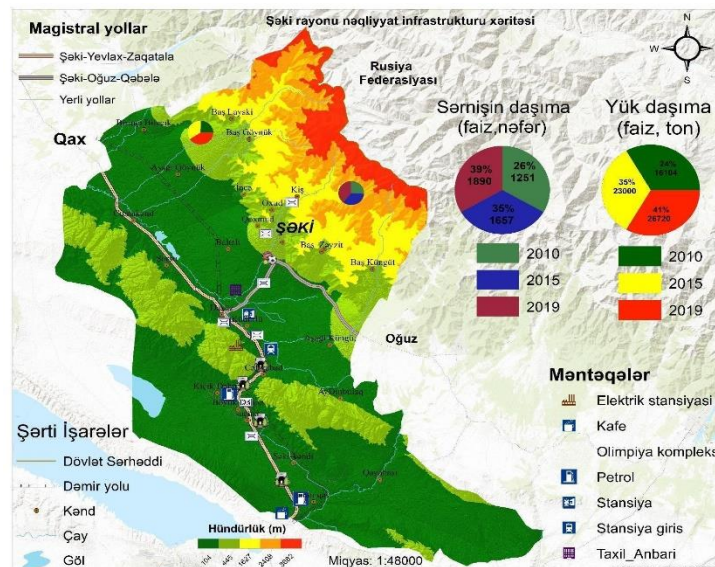 Şəki rayonu nəqliyyat infrastrukturu xəritəsi
Magistral yollar
Şəki-Yevlax-Zaqatala
Şəki-Oğuz-Qəbələ
Yerli yollar
Rusiya
Federasiyası
N
W
E
S
Qax
Baş Layski
Baş Göynük
Kiş
Oxud
ŞƏKİ
Baş Zəyzit
Baş Küngüt
Oğuz
Sərnişin daşıma
(faiz,nəfər)
39%
1890
26%
1251
35%
1657
2010
2015
2019
Yük daşıma
(faiz, ton)
24%
16104
35%
23000
41%
26720
2010
2015
2019
Məntəqələr
Elektrik stansiyasi
Kafe
Olimpiya kompleks
Petrol
Stansiya
Stansiya giris
Taxil_Anbari
Şərti İşarələr
Dövlət Sərhəddi
Dəmir yolu
Kənd
Çay
Göl
Hündürlük (m)
Miqyas: 1:48000